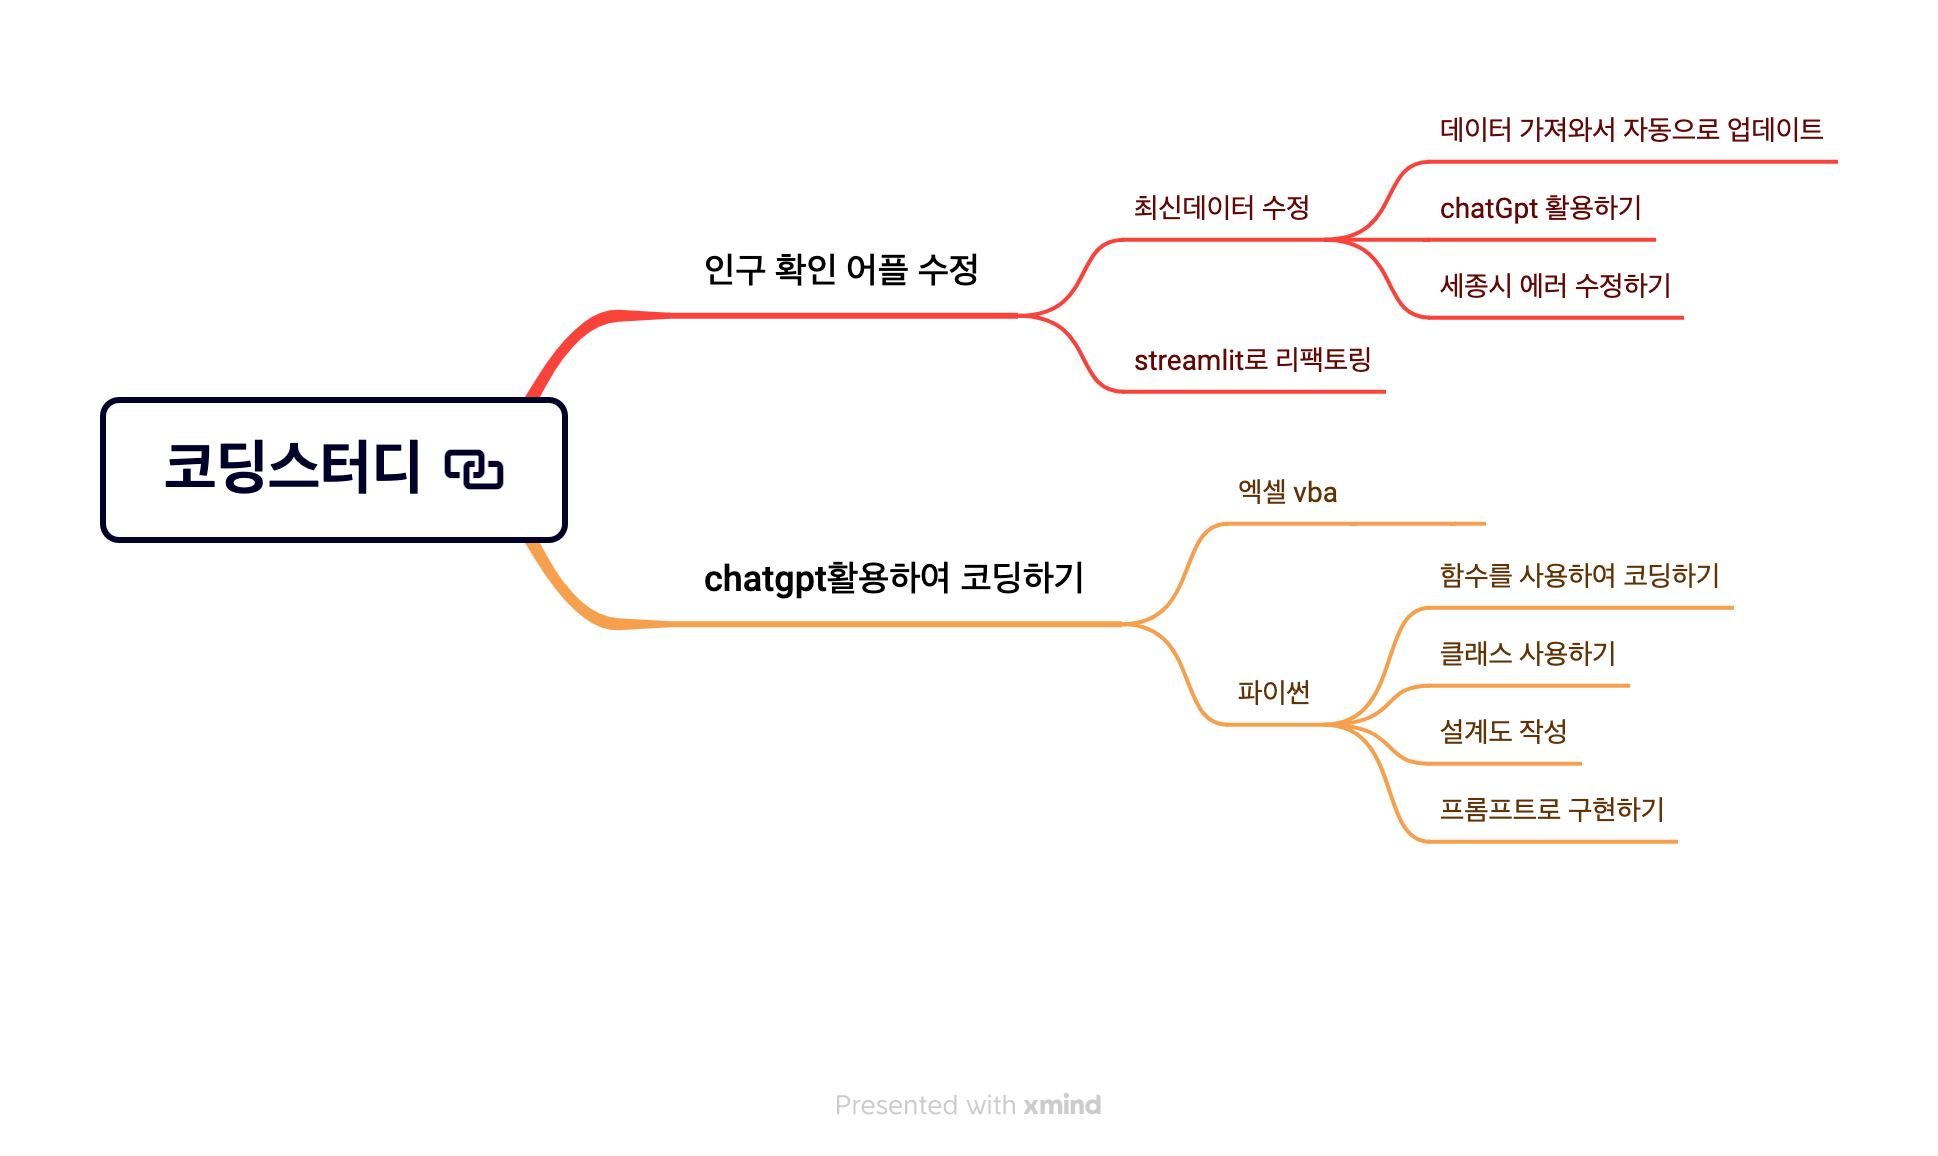 코딩스터디
인구 확인 어플 수정
최신데이터 수정
데이터 가져와서 자동으로 업데이트
chatGpt 활용하기
세종시 에러 수정하기
streamlit로 리팩토링
chatgpt활용하여 코딩하기
엑셀 vba
파이썬
함수를 사용하여 코딩하기
클래스 사용하기
설계도 작성
프롬프트로 구현하기
Presented with xmind